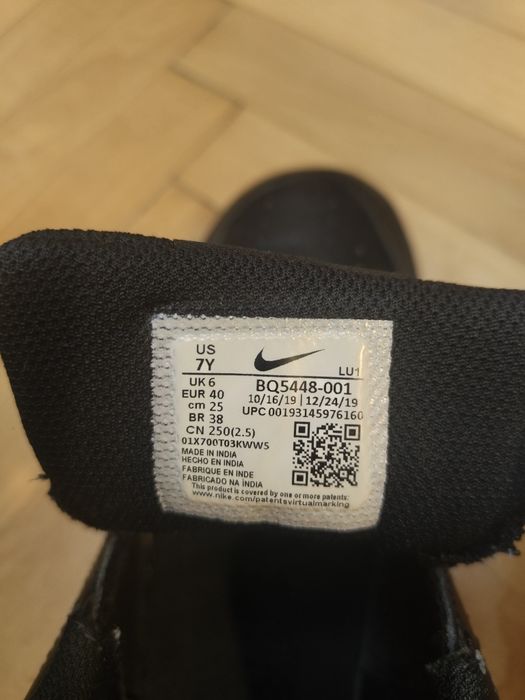 US
7Y
LU1
UK 6
EUR 40
cm 25
BR 38
CN 250(2.5)
BQ5448-001
10/16/19 | 12/24/19
UPC 00193145976160
01X700T03KWW5
MADE IN INDIA
HECHO EN INDIA
FABRIQUE EN INDE
FABRICADO NA ÍNDIA
This product is covered by one or more patents:
www.nike.com/patentsvirtualmarking